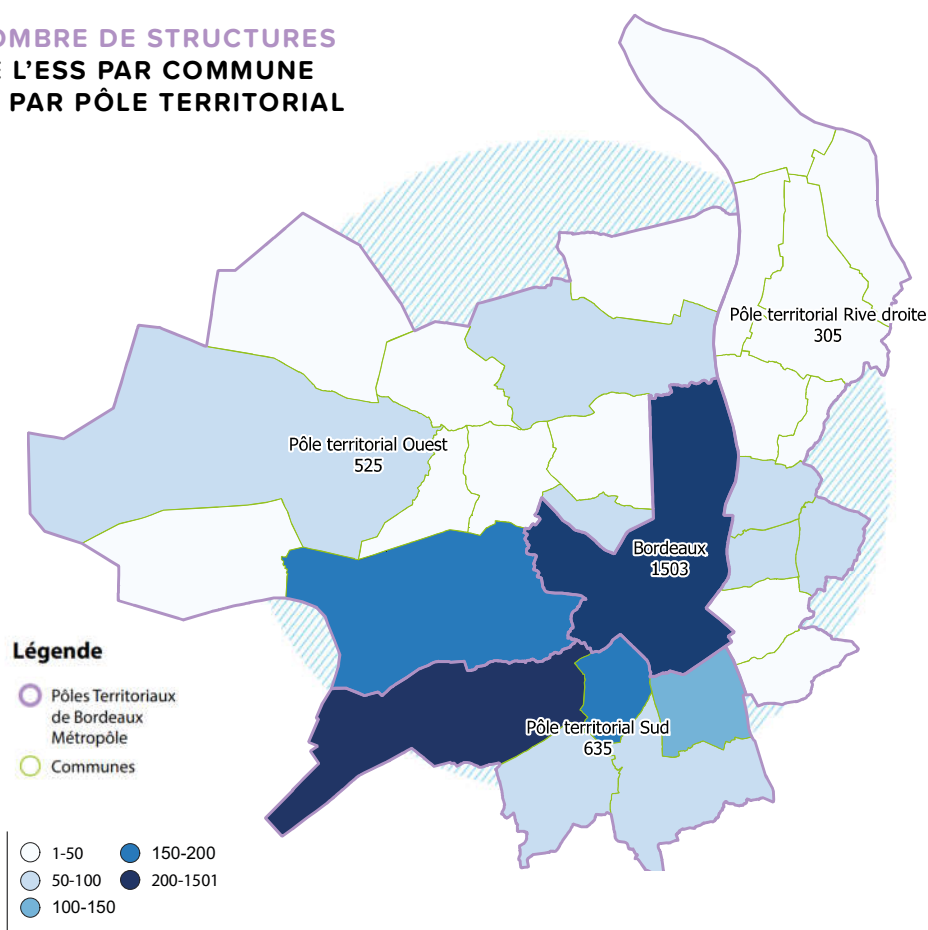 OMBRE DE STRUCTURES
E L'ESS PAR COMMUNE
PAR PÔLE TERRITORIAL
Pôle territorial Rive droite
305
Pôle territorial Ouest
525
Bordeaux
1503
Pôle territorial Sud
635
Légende
Pôles Territoriaux
de Bordeaux
Métropôle
Communes
1-50
150-200
50-100
200-1501
100-150